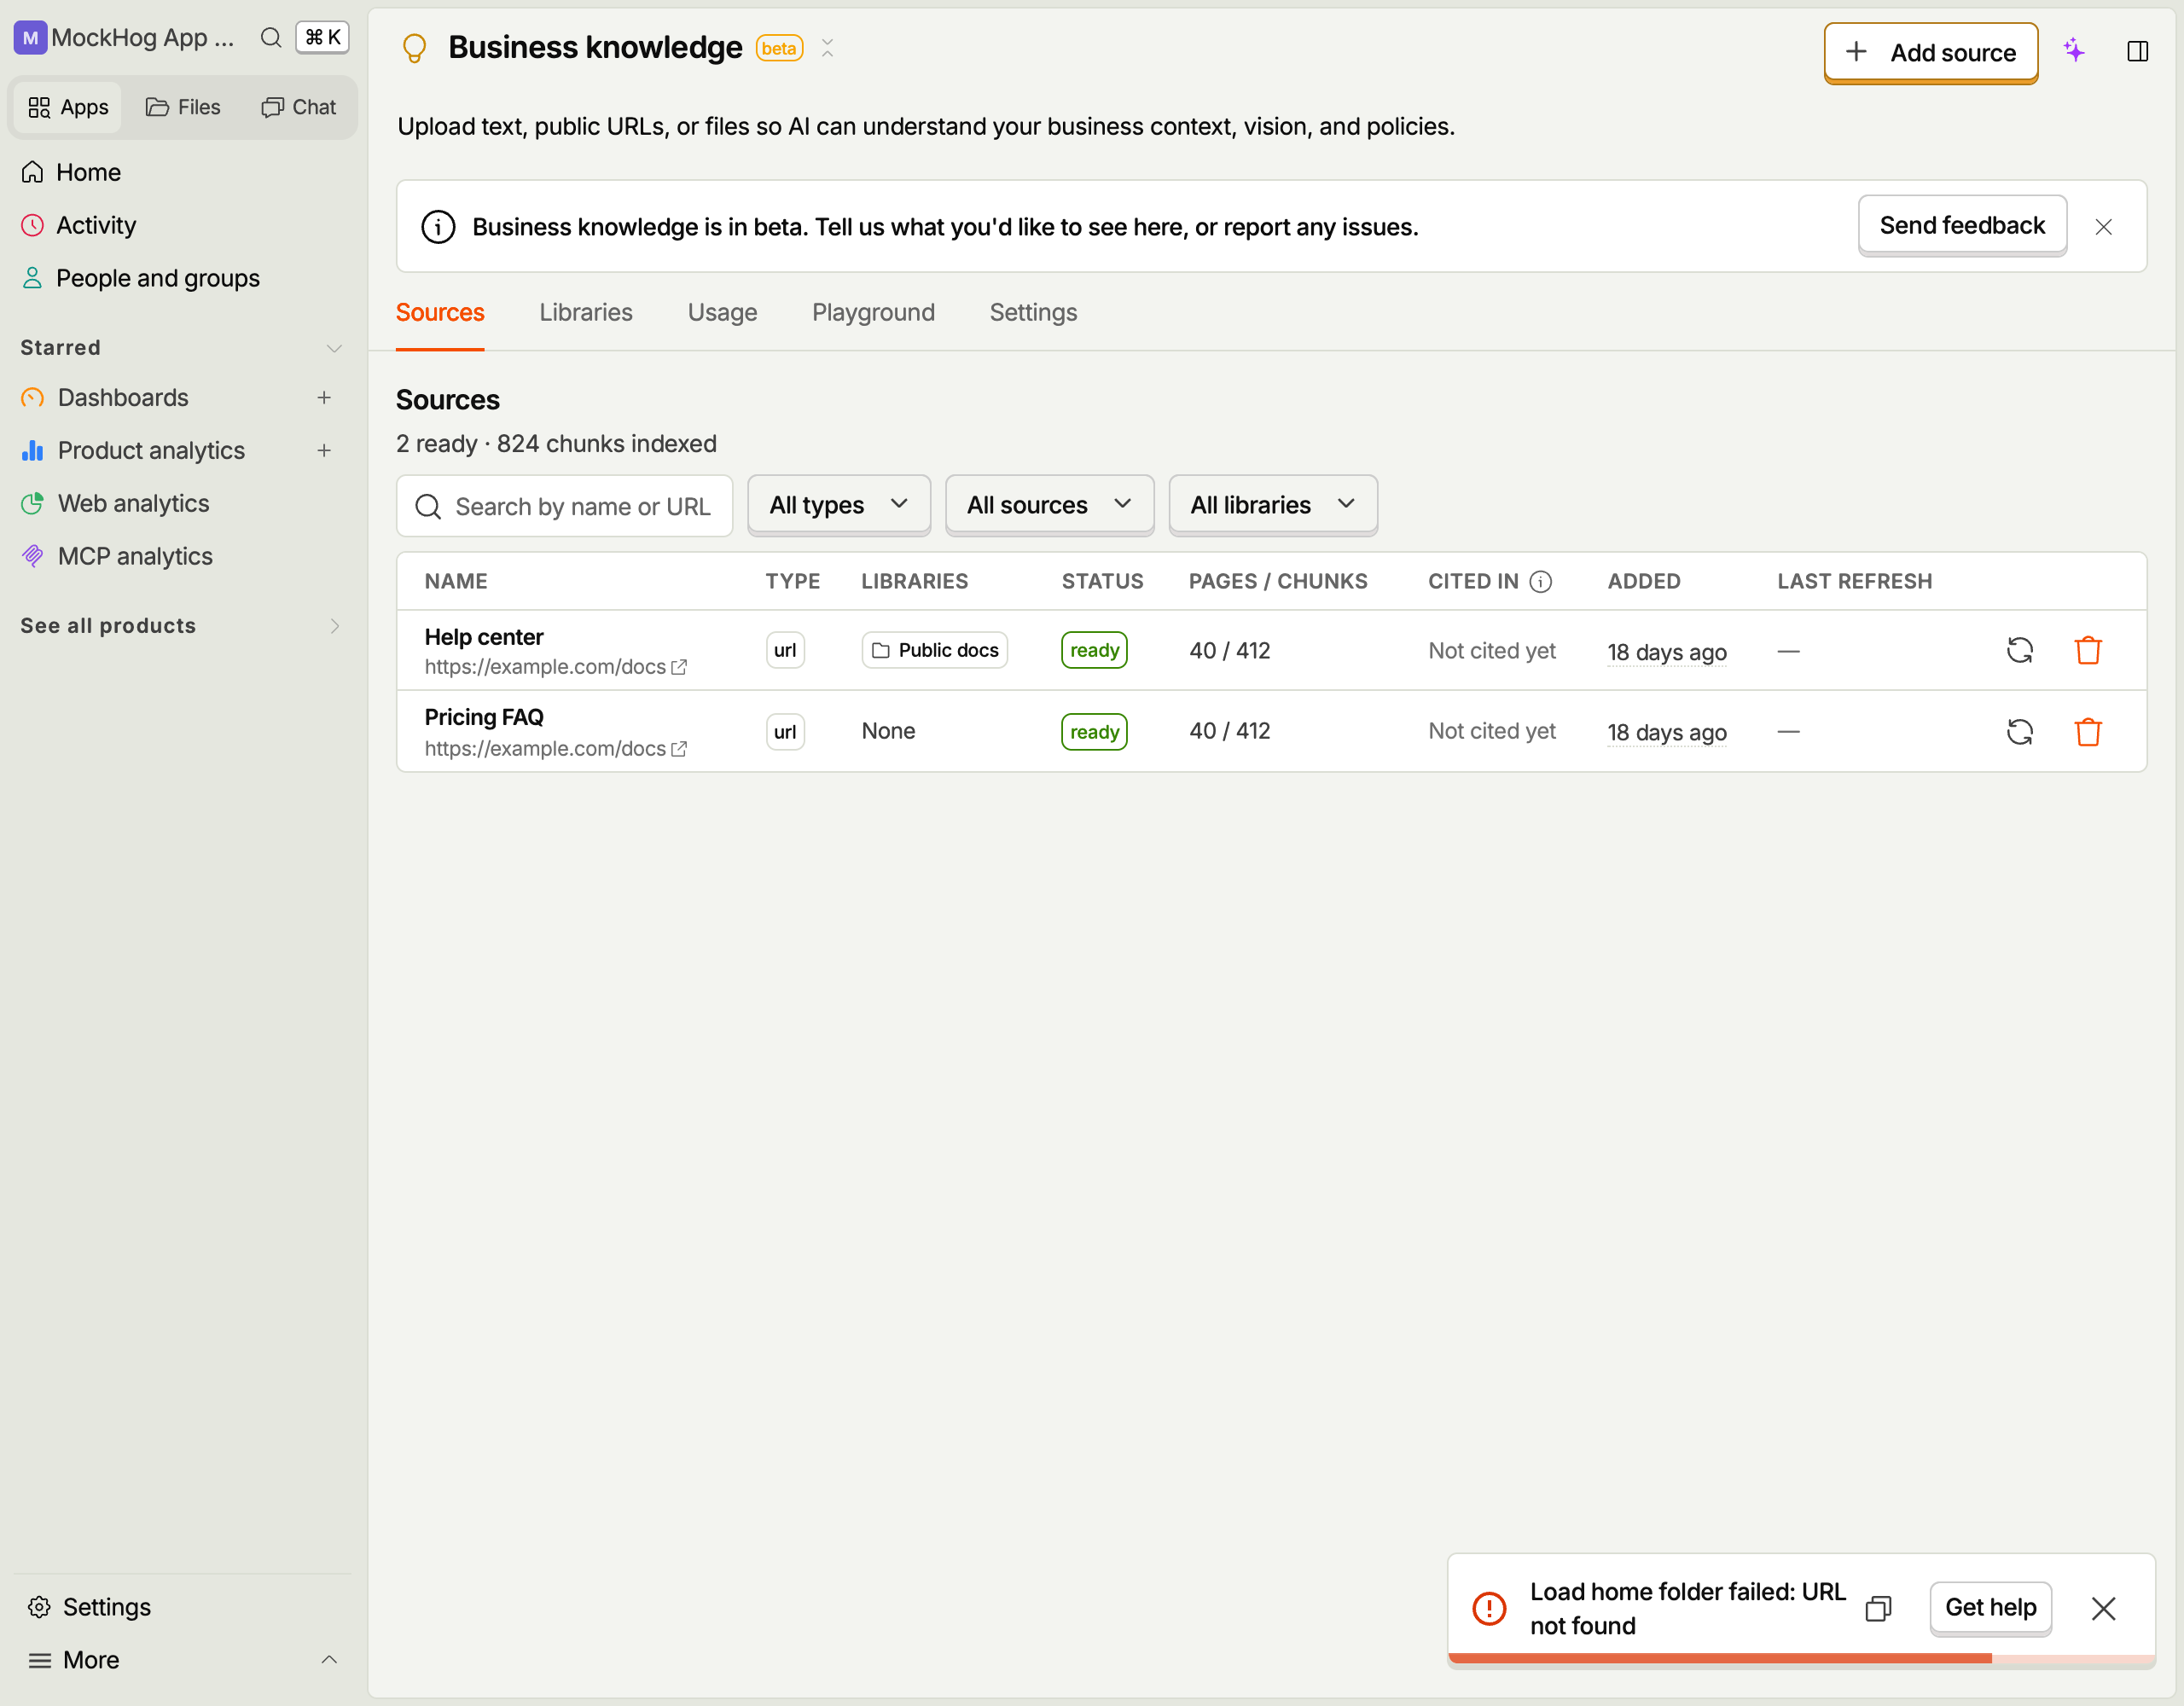 M MockHog App ... ⌘ K
Apps Files Chat
Home
Activity
People and groups
Starred
Dashboards
Product analytics
Web analytics
MCP analytics
See all products
Settings
More
Business knowledge beta
Add source
Upload text, public URLs, or files so AI can understand your business context, vision, and policies.
Business knowledge is in beta. Tell us what you'd like to see here, or report any issues.
Send feedback
Sources Libraries Usage Playground Settings
Sources
2 ready · 824 chunks indexed
Search by name or URL All types All sources All libraries
NAME TYPE LIBRARIES STATUS PAGES / CHUNKS CITED IN ADDED LAST REFRESH
Help center
https://example.com/docs
url Public docs ready 40 / 412 Not cited yet 18 days ago —
Pricing FAQ
https://example.com/docs
url None ready 40 / 412 Not cited yet 18 days ago —
Load home folder failed: URL
not found
Get help